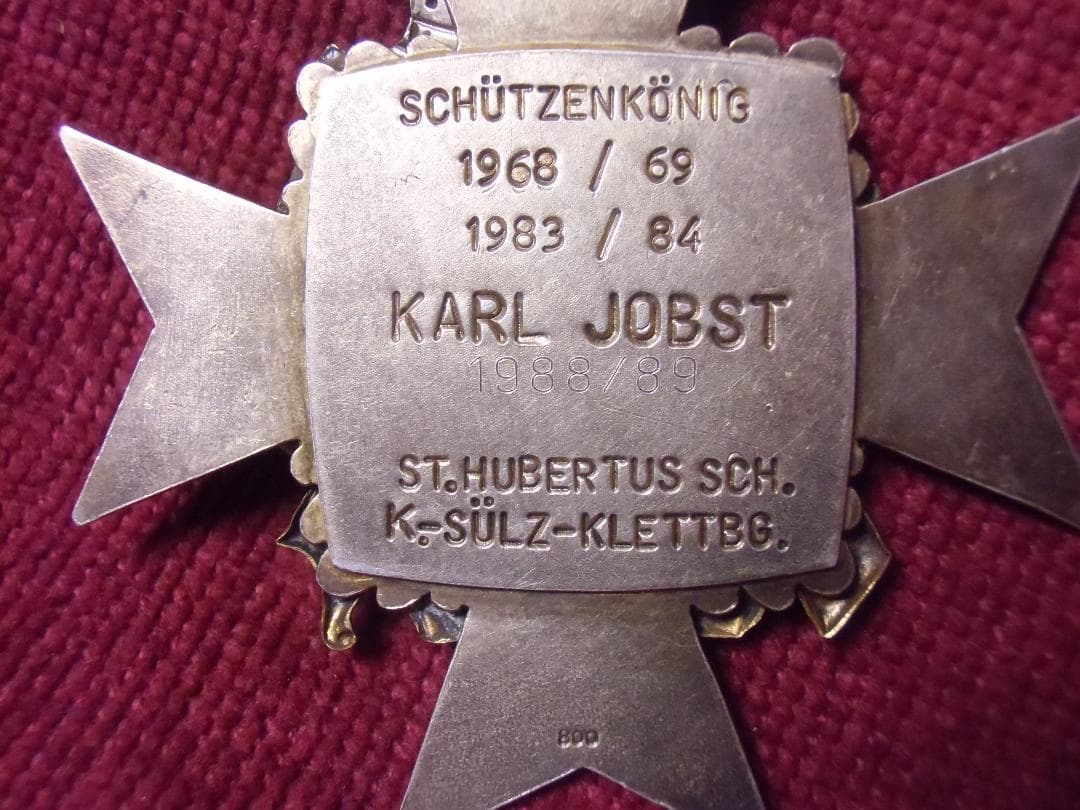 SCHÜTZENKÖNIG
1968 / 69
1983 / 84
KARL JOBST
1988/89
ST. HUBERTUS SCH.
K.-SÜLZ-KLETTBG.
800